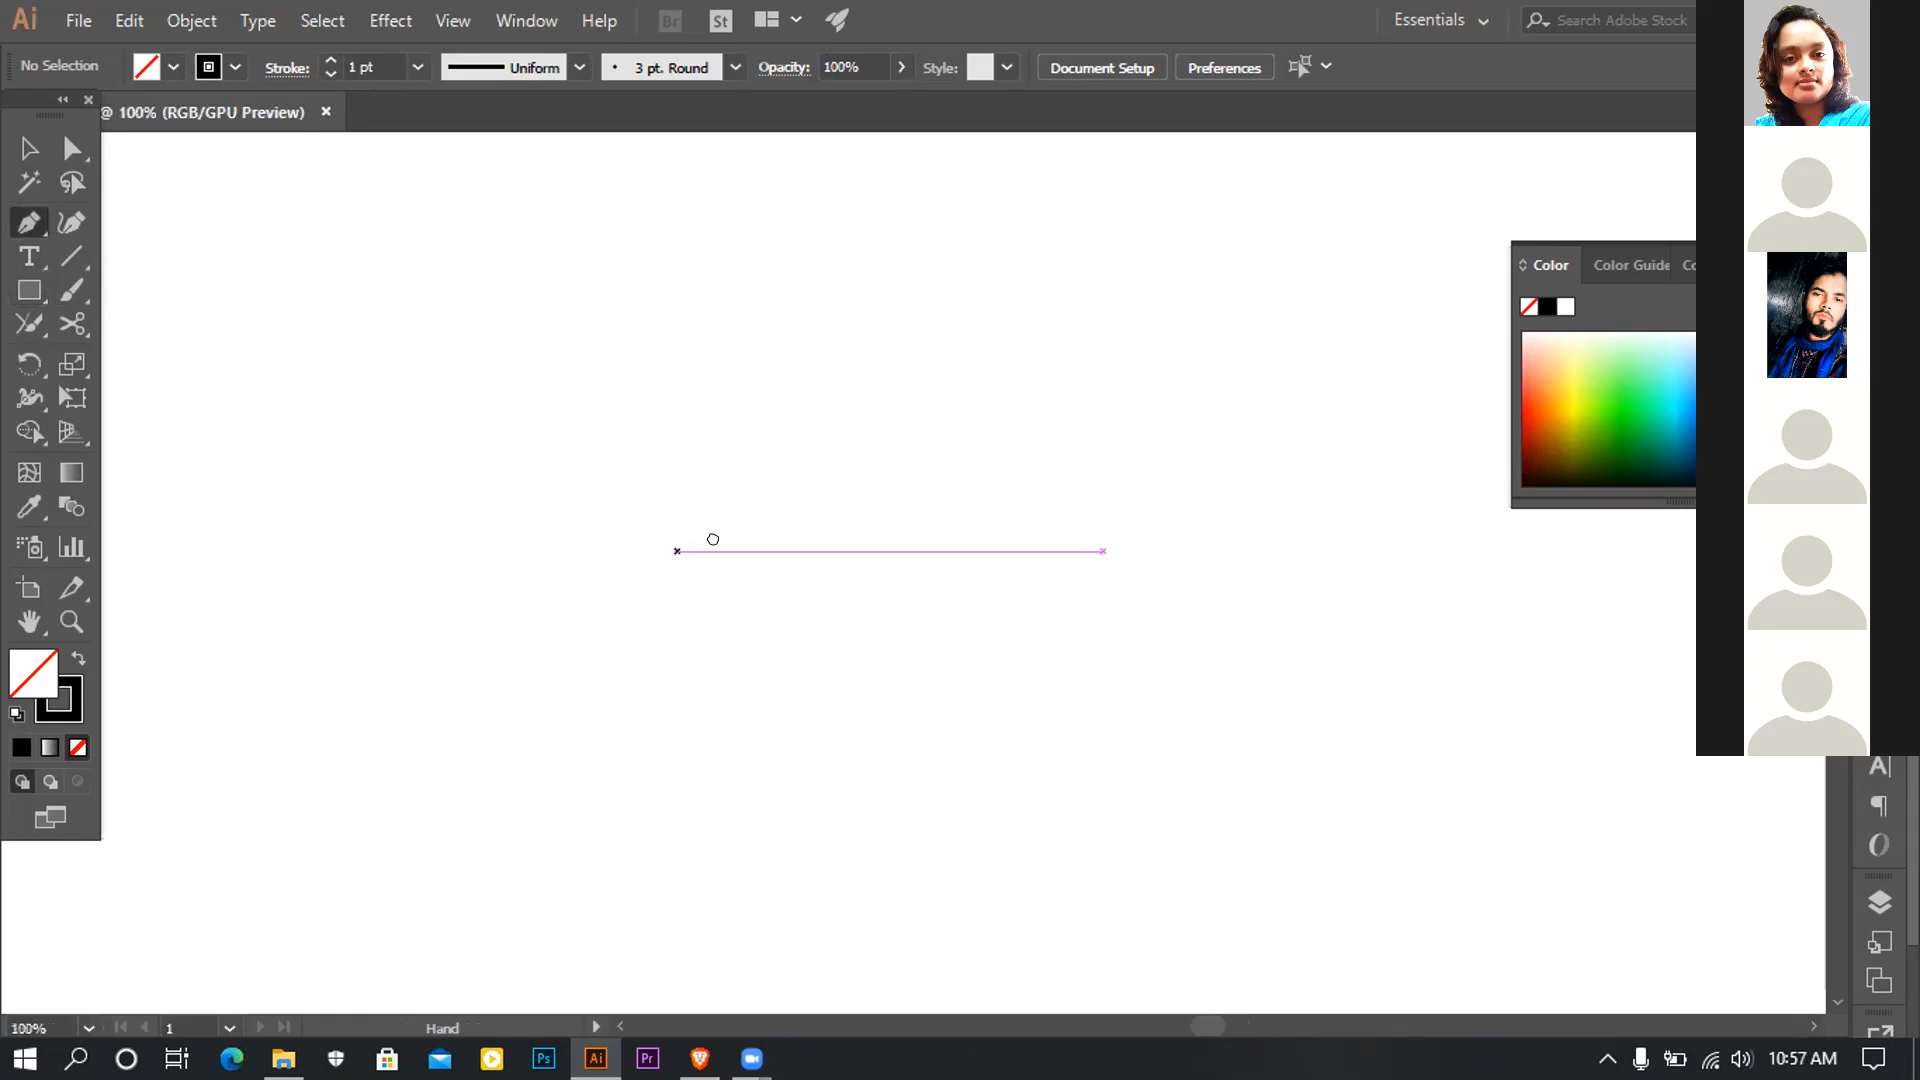 Ai File Edit Object Type Select Effect View Window Help Br St Essentials Search Adobe Stock
No Selection Stroke: 1 pt Uniform 3 pt. Round Opacity: 100% Style: Document Setup Preferences
@ 100% (RGB/GPU Preview)
Color Color Guide Co
100% 1 Hand
Ps Ai Pr 10:57 AM